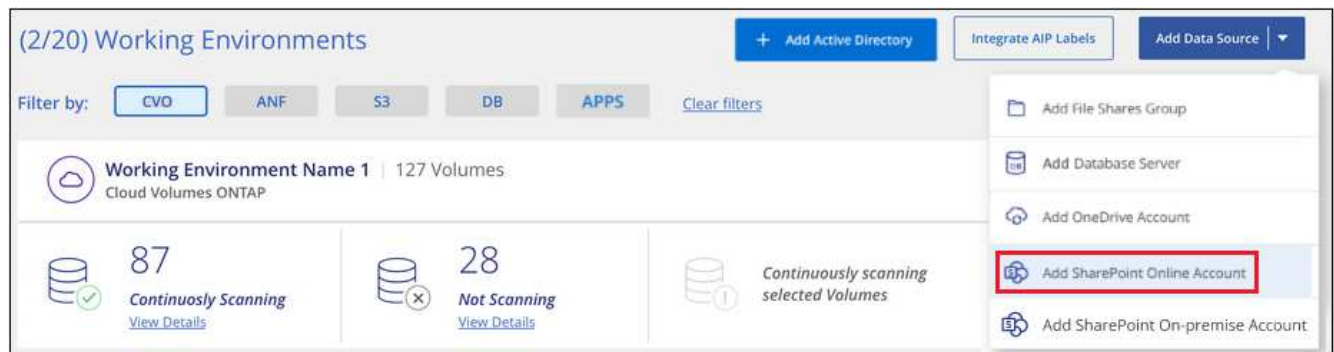 (2/20) Working Environments
+ Add Active Directory
Integrate AIP Labels
Add Data Source
Filter by:
CVO
ANF
S3
DB
APPS
Clear filters
Add File Shares Group
DB
Add Database Server
Working Environment Name 1 | 127 Volumes
Cloud Volumes ONTAP
Add OneDrive Account
87
Continuosly Scanning
View Details
28
Not Scanning
View Details
Continuously scanning
selected Volumes
Add SharePoint Online Account
Add SharePoint On-premise Account